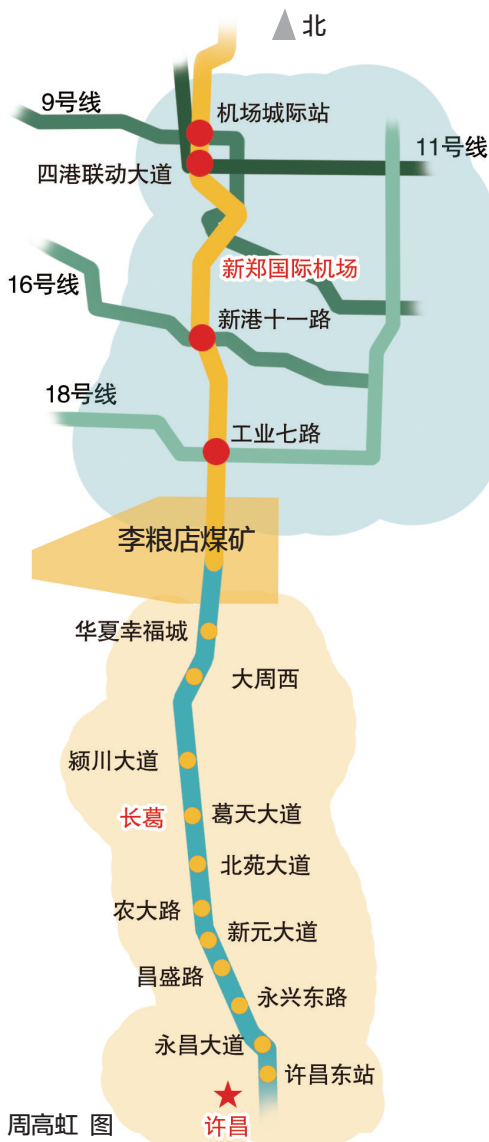 北
9号线
机场城际站
11号线
四港联动大道
新郑国际机场
16号线
新港十一路
18号线
工业七路
李粮店煤矿
华夏幸福城
大周西
颍川大道
长葛
葛天大道
北苑大道
农大路
新元大道
昌盛路
永兴东路
永昌大道
许昌东站
许昌
周高虹 图